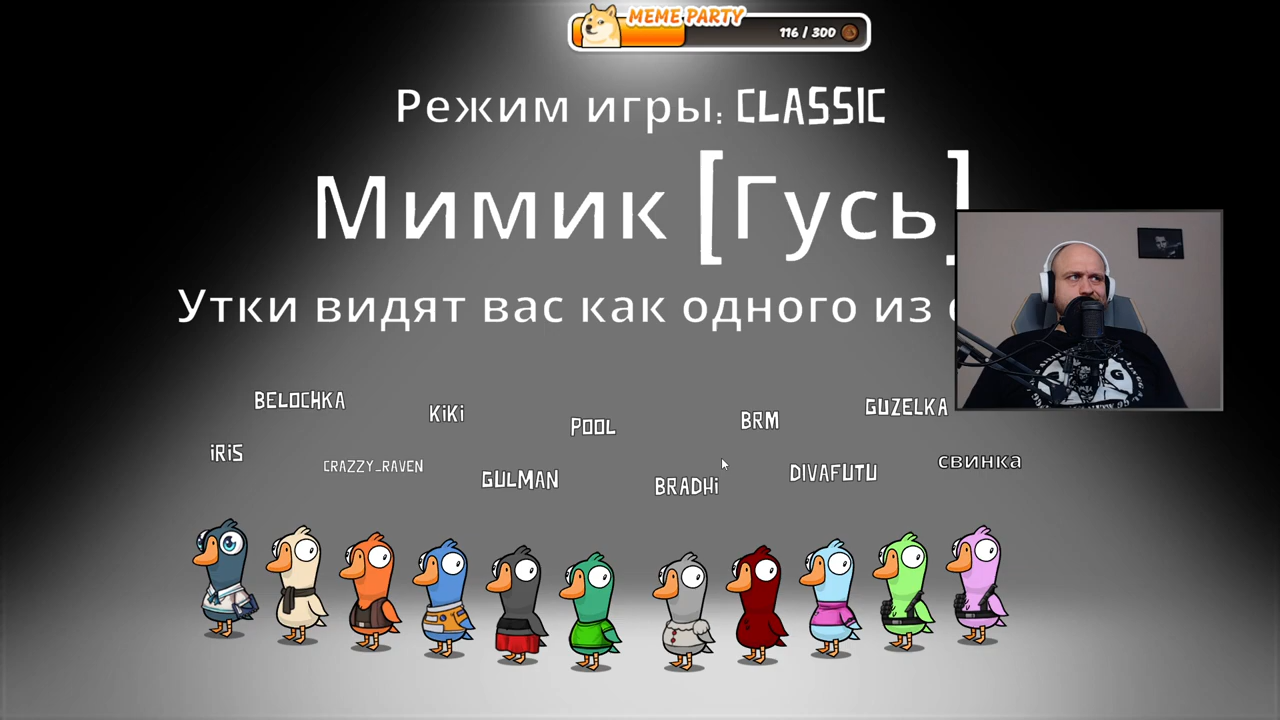 MEME PARTY
116 / 300
Режим игры: CLASSIC
Мимик [Гусь]
Утки видят вас как одного из
BELOCHKA KiKi POOL BRM GUZELKA
iRiS CRAZZY_RAVEN GULMAN BRADHi DIVAFUTU свинка